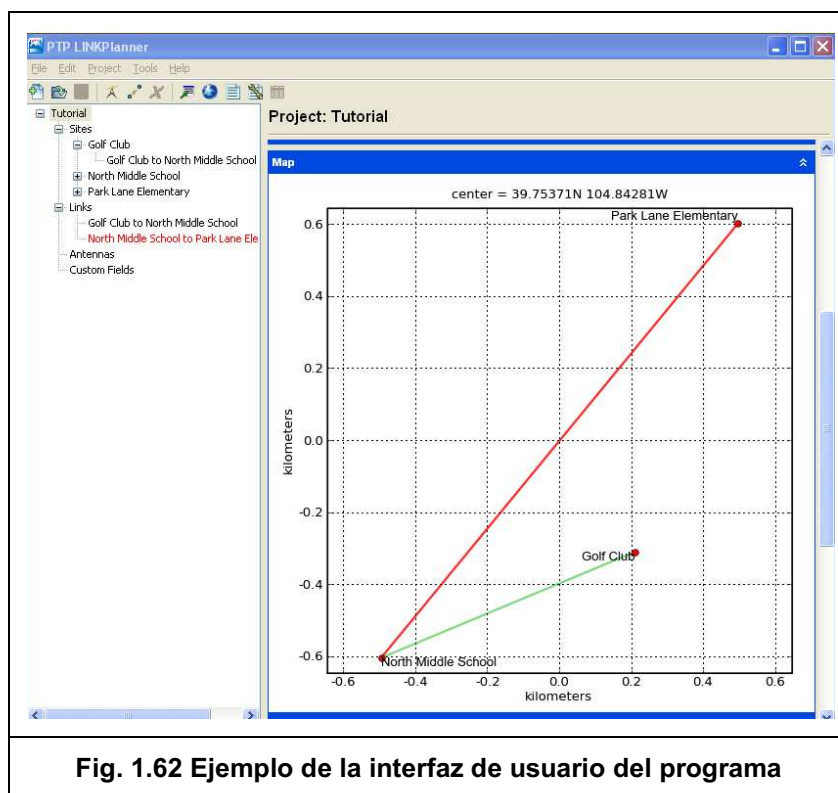 PTP LINKPlanner
File Edit Project Tools Help
Tutorial
Sites
Golf Club
Golf Club to North Middle School
North Middle School
Park Lane Elementary
Links
Golf Club to North Middle School
North Middle School to Park Lane Ele
Antennas
Custom Fields
Project: Tutorial
Map
center = 39.75371N 104.84281W
Park Lane Elementary
Golf Club
North Middle School
0.6
0.4
0.2
0.0
-0.2
-0.4
-0.6
kilometers
-0.6 -0.4 -0.2 0.0 0.2 0.4 0.6
kilometers
Fig. 1.62 Ejemplo de la interfaz de usuario del programa